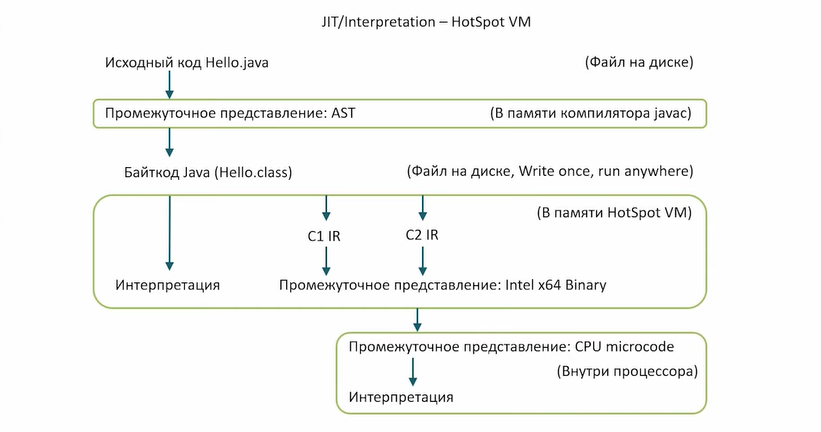 JIT/Interpretation – HotSpot VM
Исходный код Hello.java (Файл на диске)
Промежуточное представление: AST (В памяти компилятора javac)
Байткод Java (Hello.class) (Файл на диске, Write once, run anywhere)
(В памяти HotSpot VM)
C1 IR C2 IR
Интерпретация Промежуточное представление: Intel x64 Binary
Промежуточное представление: CPU microcode
(Внутри процессора)
Интерпретация